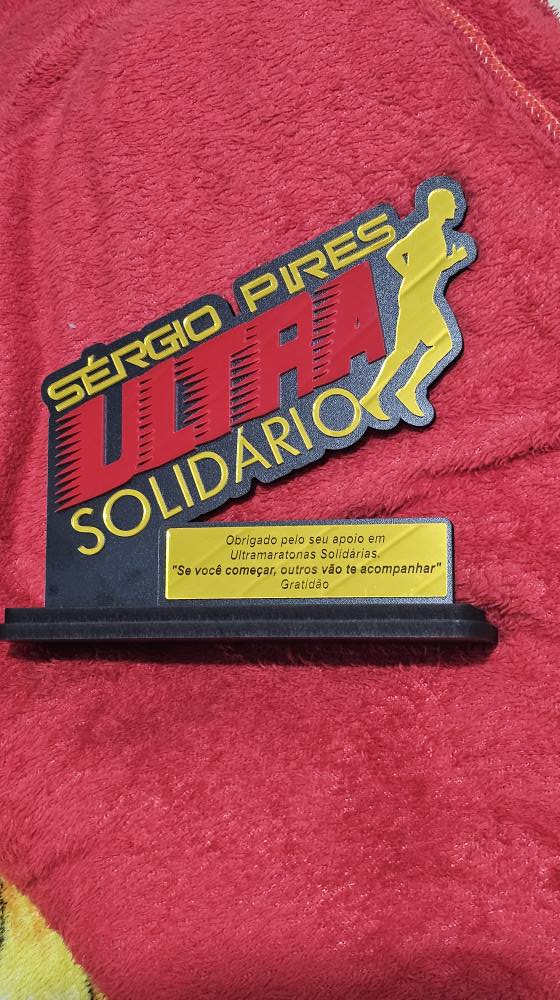 SÉRGIO PIRES
ULTRA
SOLIDÁRIO
Obrigado pelo seu apoio em
Ultramaratonas Solidárias.
"Se você começar, outros vão te acompanhar"
Gratidão